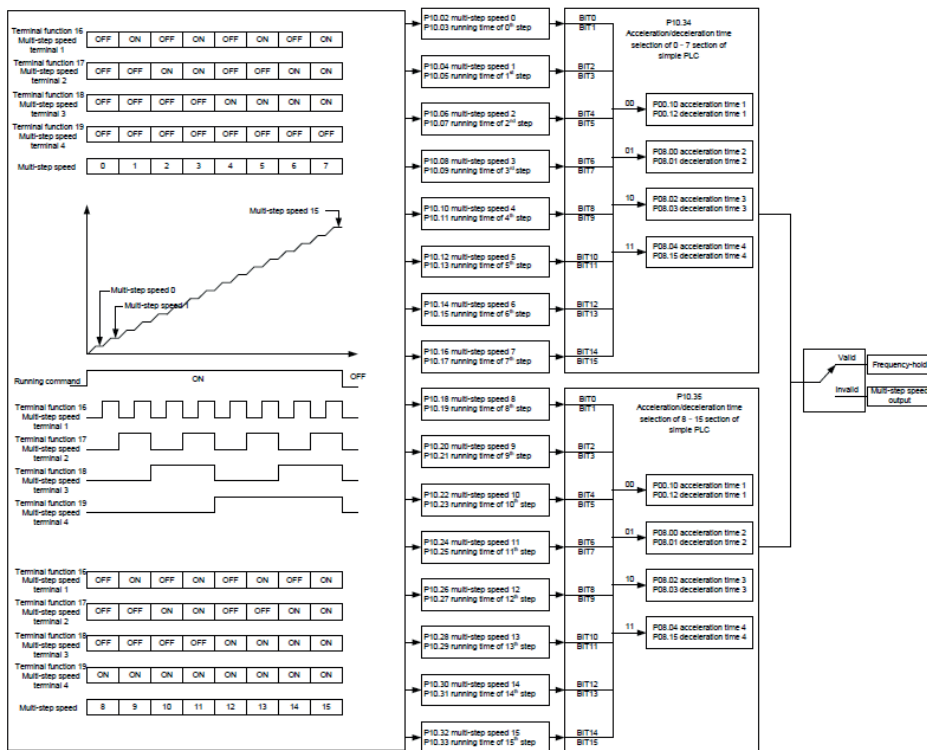 Terminal function 16
Multi-step speed
terminal 1
OFF ON OFF ON OFF ON OFF ON
Terminal function 17
Multi-step speed
terminal 2
OFF OFF ON ON OFF OFF ON ON
Terminal function 18
Multi-step speed
terminal 3
OFF OFF OFF OFF ON ON ON ON
Terminal function 19
Multi-step speed
terminal 4
OFF OFF OFF OFF OFF OFF OFF OFF
Multi-step speed 0 1 2 3 4 5 6 7
Multi-step speed 15
Multi-step speed 0
Multi-step speed 1
Running command ON OFF
Terminal function 16
Multi-step speed
terminal 1
Terminal function 17
Multi-step speed
terminal 2
Terminal function 18
Multi-step speed
terminal 3
Terminal function 19
Multi-step speed
terminal 4
Terminal function 16
Multi-step speed
terminal 1
OFF ON OFF ON OFF ON OFF ON
Terminal function 17
Multi-step speed
terminal 2
OFF OFF ON ON OFF OFF ON ON
Terminal function 18
Multi-step speed
terminal 3
OFF OFF OFF OFF ON ON ON ON
Terminal function 19
Multi-step speed
terminal 4
ON ON ON ON ON ON ON ON
Multi-step speed 8 9 10 11 12 13 14 15
P10.02 multi-step speed 0
P10.03 running time of 0th step
P10.04 multi-step speed 1
P10.05 running time of 1st step
P10.06 multi-step speed 2
P10.07 running time of 2nd step
P10.08 multi-step speed 3
P10.09 running time of 3rd step
P10.10 multi-step speed 4
P10.11 running time of 4th step
P10.12 multi-step speed 5
P10.13 running time of 5th step
P10.14 multi-step speed 6
P10.15 running time of 6th step
P10.16 multi-step speed 7
P10.17 running time of 7th step
P10.18 multi-step speed 8
P10.19 running time of 8th step
P10.20 multi-step speed 9
P10.21 running time of 9th step
P10.22 multi-step speed 10
P10.23 running time of 10th step
P10.24 multi-step speed 11
P10.25 running time of 11th step
P10.26 multi-step speed 12
P10.27 running time of 12th step
P10.28 multi-step speed 13
P10.29 running time of 13th step
P10.30 multi-step speed 14
P10.31 running time of 14th step
P10.32 multi-step speed 15
P10.33 running time of 15th step
BIT0
BIT1
BIT2
BIT3
BIT4
BIT5
BIT6
BIT7
BIT8
BIT9
BIT10
BIT11
BIT12
BIT13
BIT14
BIT15
P10.34
Acceleration/deceleration time
selection of 0 - 7 section of
simple PLC
00
P00.10 acceleration time 1
P00.12 deceleration time 1
01
P08.00 acceleration time 2
P08.01 deceleration time 2
10
P08.02 acceleration time 3
P08.03 deceleration time 3
11
P08.04 acceleration time 4
P08.15 deceleration time 4
BIT0
BIT1
BIT2
BIT3
BIT4
BIT5
BIT6
BIT7
BIT8
BIT9
BIT10
BIT11
BIT12
BIT13
BIT14
BIT15
P10.35
Acceleration/deceleration time
selection of 8 - 15 section of
simple PLC
00
P00.10 acceleration time 1
P00.12 deceleration time 1
01
P08.00 acceleration time 2
P08.01 deceleration time 2
10
P08.02 acceleration time 3
P08.03 deceleration time 3
11
P08.04 acceleration time 4
P08.15 deceleration time 4
Valid
Frequency-hold
Invalid
Multi-step speed
output